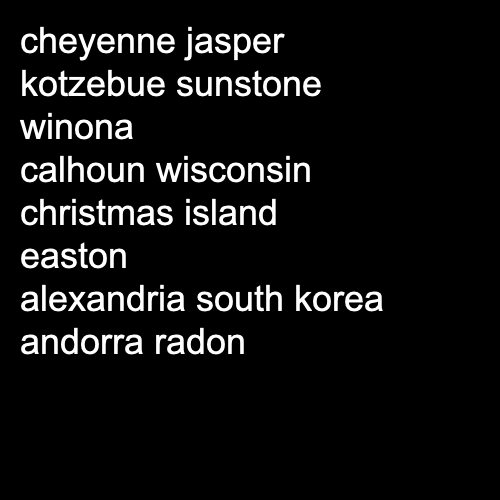 cheyenne jasper
kotzebue sunstone
winona
calhoun wisconsin
christmas island
easton
alexandria south korea
andorra radon